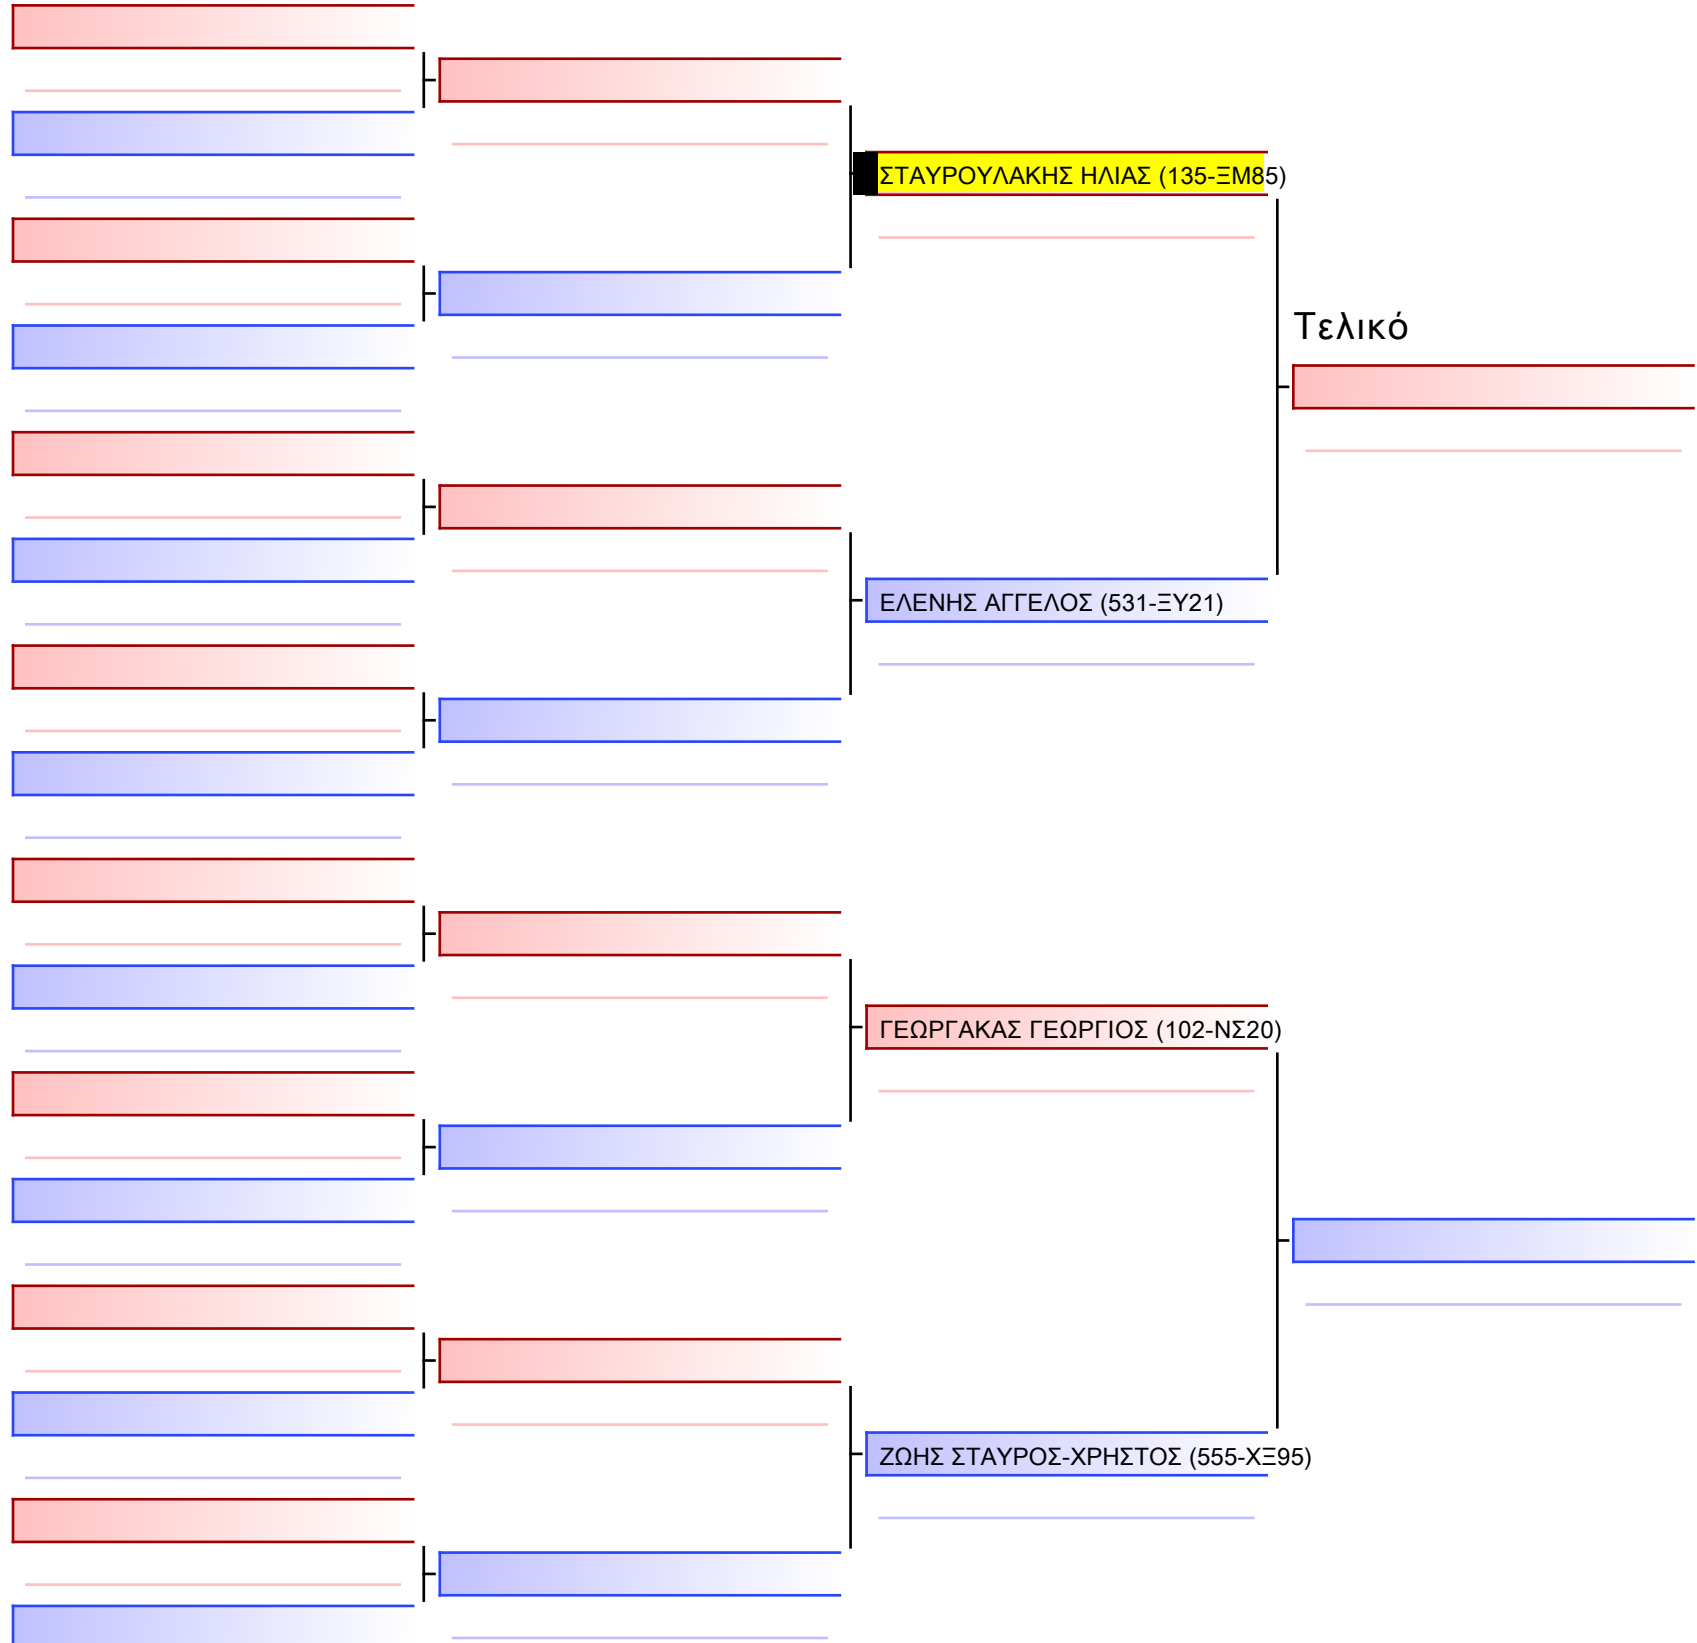 ΣΤΑΥΡΟΥΛΑΚΗΣ ΗΛΙΑΣ (135-ΞΜ85)
Τελικό
ΕΛΕΝΗΣ ΑΓΓΕΛΟΣ (531-ΞΥ21)
ΓΕΩΡΓΑΚΑΣ ΓΕΩΡΓΙΟΣ (102-ΝΣ20)
ΖΩΗΣ ΣΤΑΥΡΟΣ-ΧΡΗΣΤΟΣ (555-ΧΞ95)